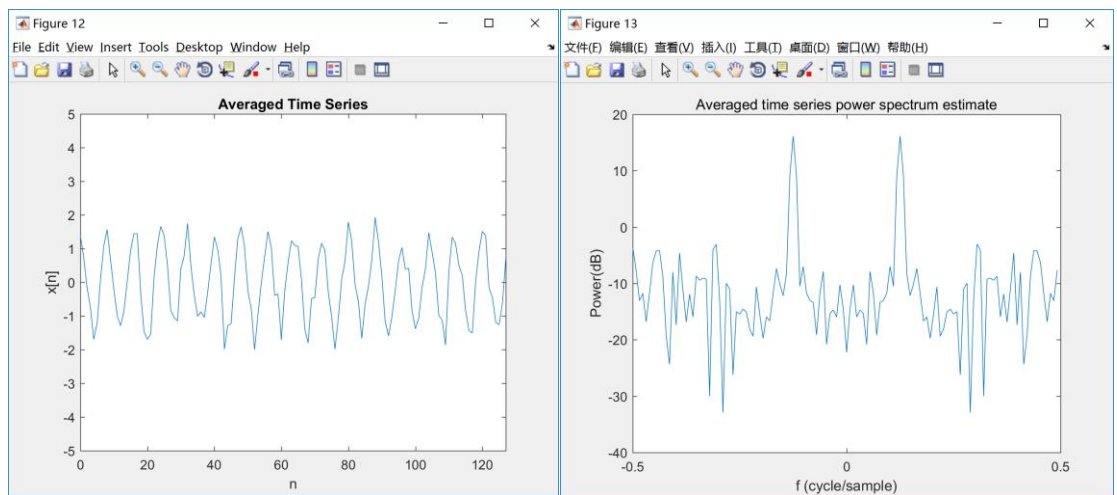 Figure 12
File Edit View Insert Tools Desktop Window Help
Averaged Time Series
5
4
3
2
1
0
-1
-2
-3
-4
-5
x[n]
0 20 40 60 80 100 120
n
Figure 13
文件(F) 编辑(E) 查看(V) 插入(I) 工具(T) 桌面(D) 窗口(W) 帮助(H)
Averaged time series power spectrum estimate
20
10
0
-10
-20
-30
-40
Power(dB)
-0.5 0 0.5
f (cycle/sample)